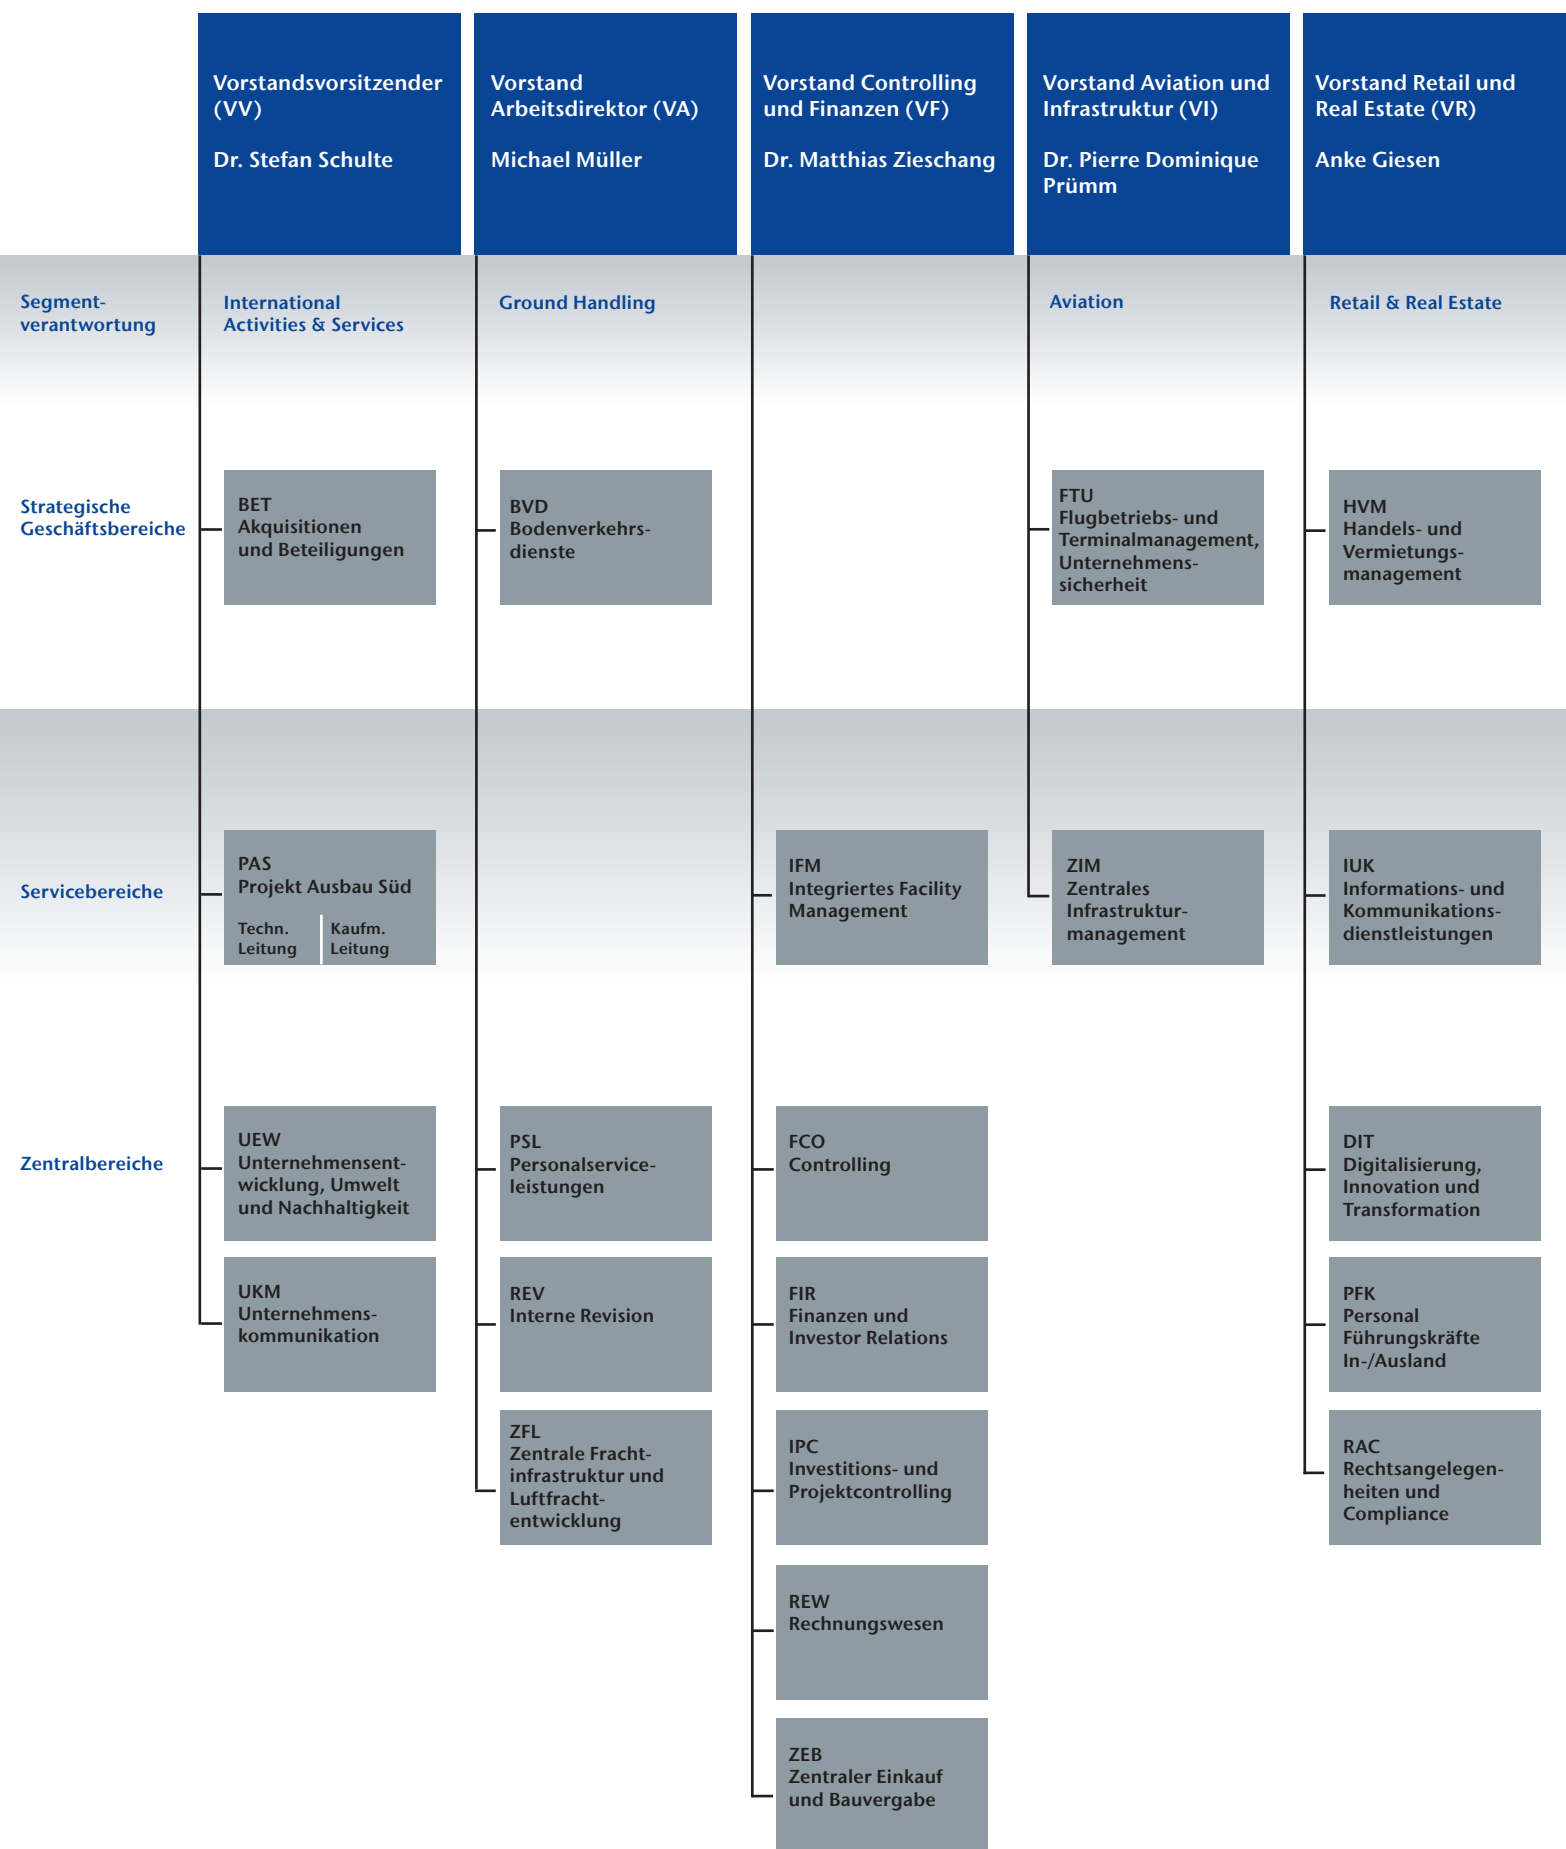 Vorstandsvorsitzender
(VV)
Dr. Stefan Schulte
Vorstand
Arbeitsdirektor (VA)
Michael Müller
Vorstand Controlling
und Finanzen (VF)
Dr. Matthias Zieschang
Vorstand Aviation und
Infrastruktur (VI)
Dr. Pierre Dominique
Prümm
Vorstand Retail und
Real Estate (VR)
Anke Giesen
Segment-
verantwortung
International
Activities & Services
Ground Handling
Aviation
Retail & Real Estate
Strategische
Geschäftsbereiche
BET
Akquisitionen
und Beteiligungen
BVD
Bodenverkehrs-
dienste
FTU
Flugbetriebs- und
Terminalmanagement,
Unternehmens-
sicherheit
HVM
Handels- und
Vermietungs-
management
Servicebereiche
PAS
Projekt Ausbau Süd
Techn.
Leitung
Kaufm.
Leitung
IFM
Integriertes Facility
Management
ZIM
Zentrales
Infrastruktur-
management
IUK
Informations- und
Kommunikations-
dienstleistungen
Zentralbereiche
UEW
Unternehmensent-
wicklung, Umwelt
und Nachhaltigkeit
PSL
Personalservice-
leistungen
FCO
Controlling
DIT
Digitalisierung,
Innovation und
Transformation
UKM
Unternehmens-
kommunikation
REV
Interne Revision
FIR
Finanzen und
Investor Relations
PFK
Personal
Führungskräfte
In-/Ausland
ZFL
Zentrale Fracht-
infrastruktur und
Luftfracht-
entwicklung
IPC
Investitions- und
Projektcontrolling
RAC
Rechtsangelegen-
heiten und
Compliance
REW
Rechnungswesen
ZEB
Zentraler Einkauf
und Bauvergabe